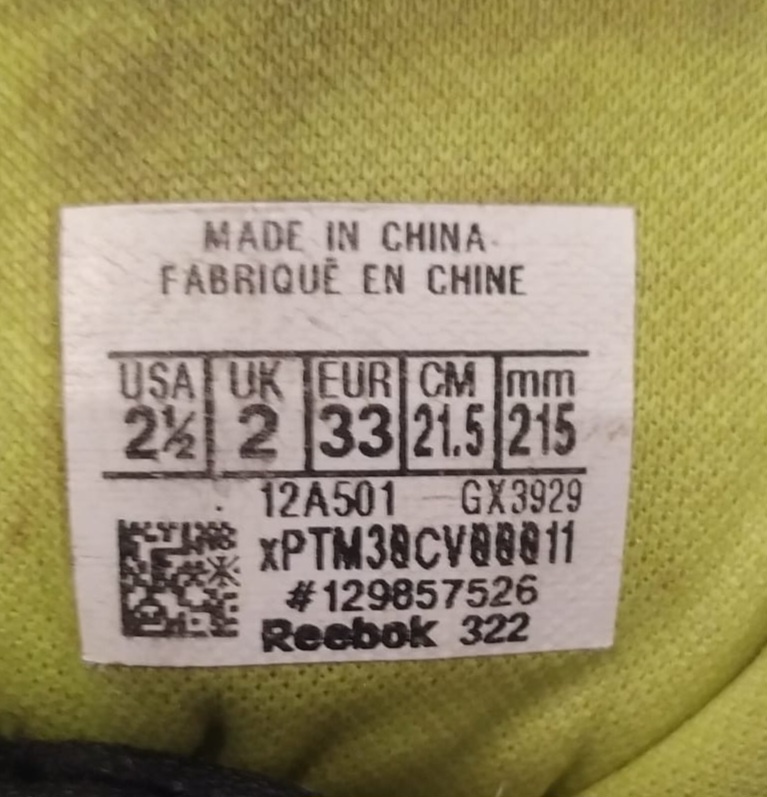 MADE IN CHINA
FABRIQUÉ EN CHINE
USA UK EUR CM mm
2½ 2 33 21.5 215
12A501 GX3929
xPTM30CV00011
#129857526
Reebok 322